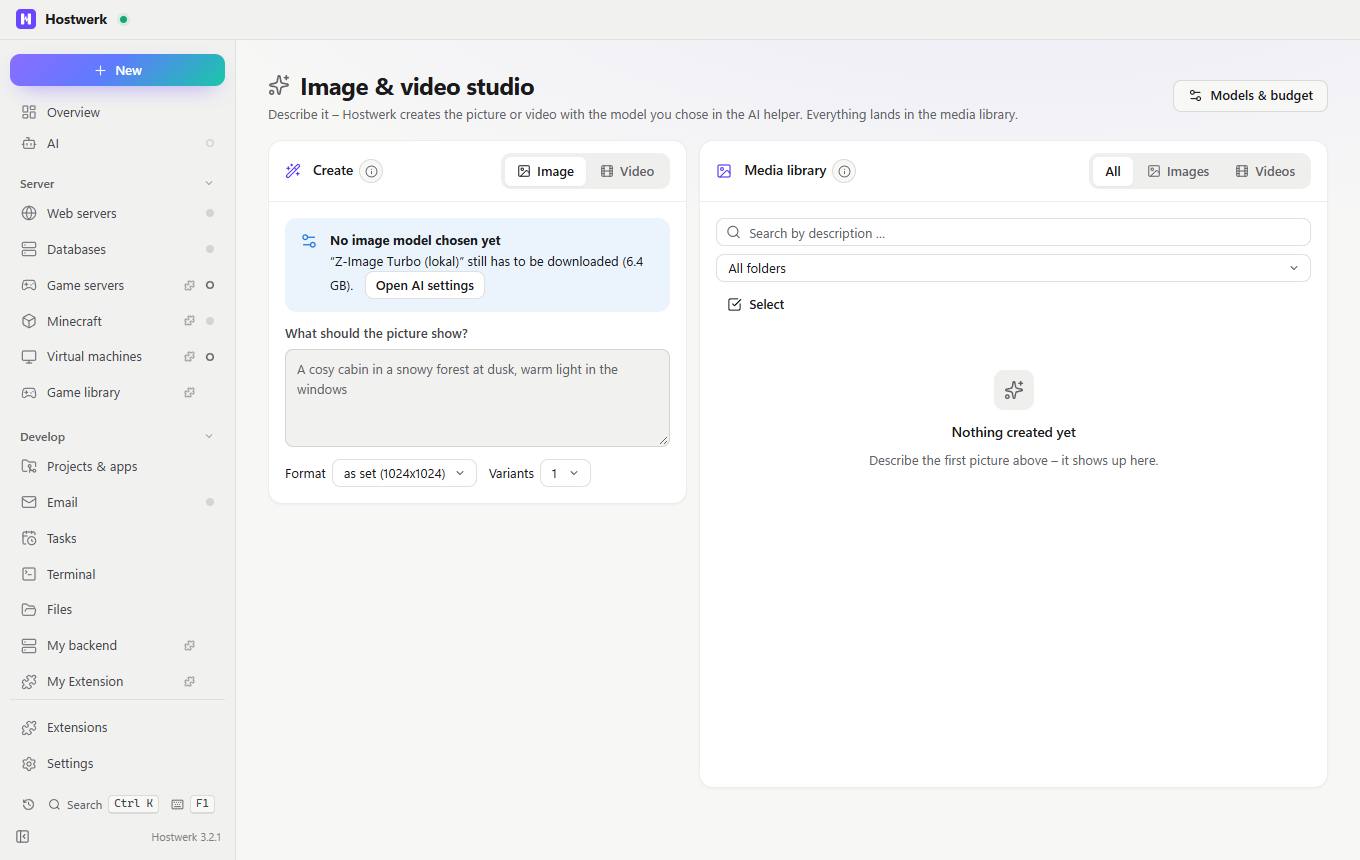 Hostwerk
New
Overview
AI
Server
Web servers
Databases
Game servers
Minecraft
Virtual machines
Game library
Develop
Projects & apps
Email
Tasks
Terminal
Files
My backend
My Extension
Extensions
Settings
Search Ctrl K F1
Hostwerk 3.2.1
Image & video studio
Describe it – Hostwerk creates the picture or video with the model you chose in the AI helper. Everything lands in the media library.
Models & budget
Create
Image Video
No image model chosen yet
“Z-Image Turbo (lokal)” still has to be downloaded (6.4
GB). Open AI settings
What should the picture show?
A cosy cabin in a snowy forest at dusk, warm light in the
windows
Format as set (1024x1024) Variants 1
Media library
All Images Videos
Search by description ...
All folders
Select
Nothing created yet
Describe the first picture above – it shows up here.